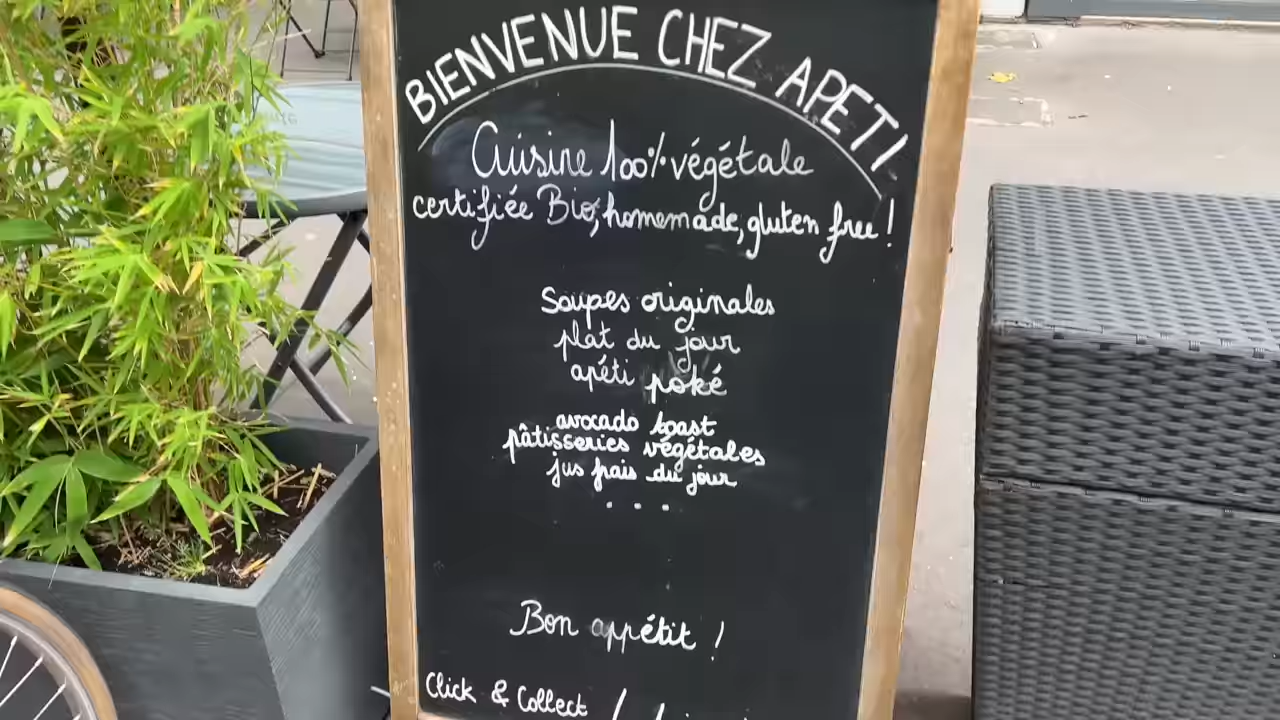 BIENVENUE CHEZ APETI
Cuisine 100% végétale
certifiée Bio, homemade, gluten free !
Soupes originales
plat du jour
apéti poké
avocado toast
pâtisseries végétales
jus frais du jour
...
Bon appétit !
Click & Collect /